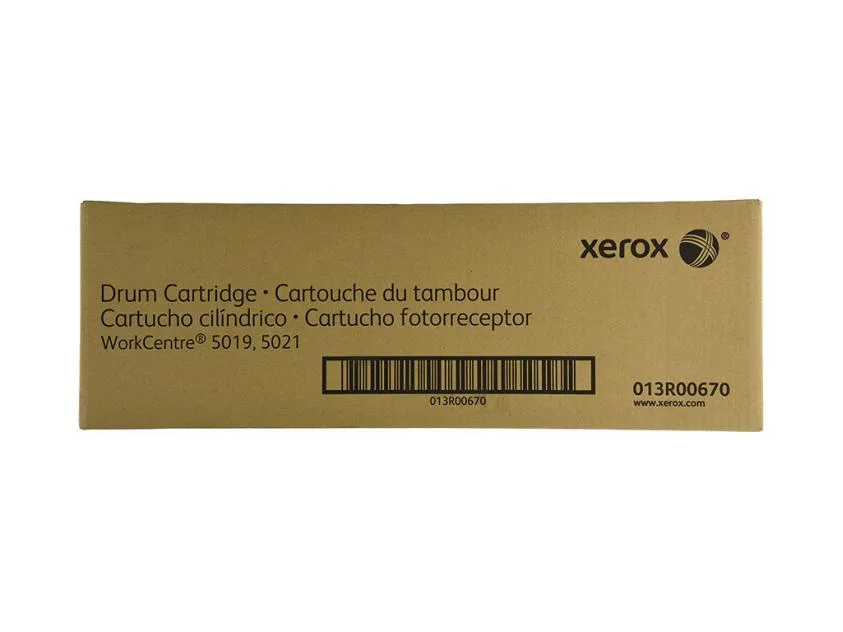 xerox ®
Drum Cartridge • Cartouche du tambour
Cartucho cilíndrico • Cartucho fotorreceptor
WorkCentre® 5019, 5021
013R00670
013R00670
www.xerox.com